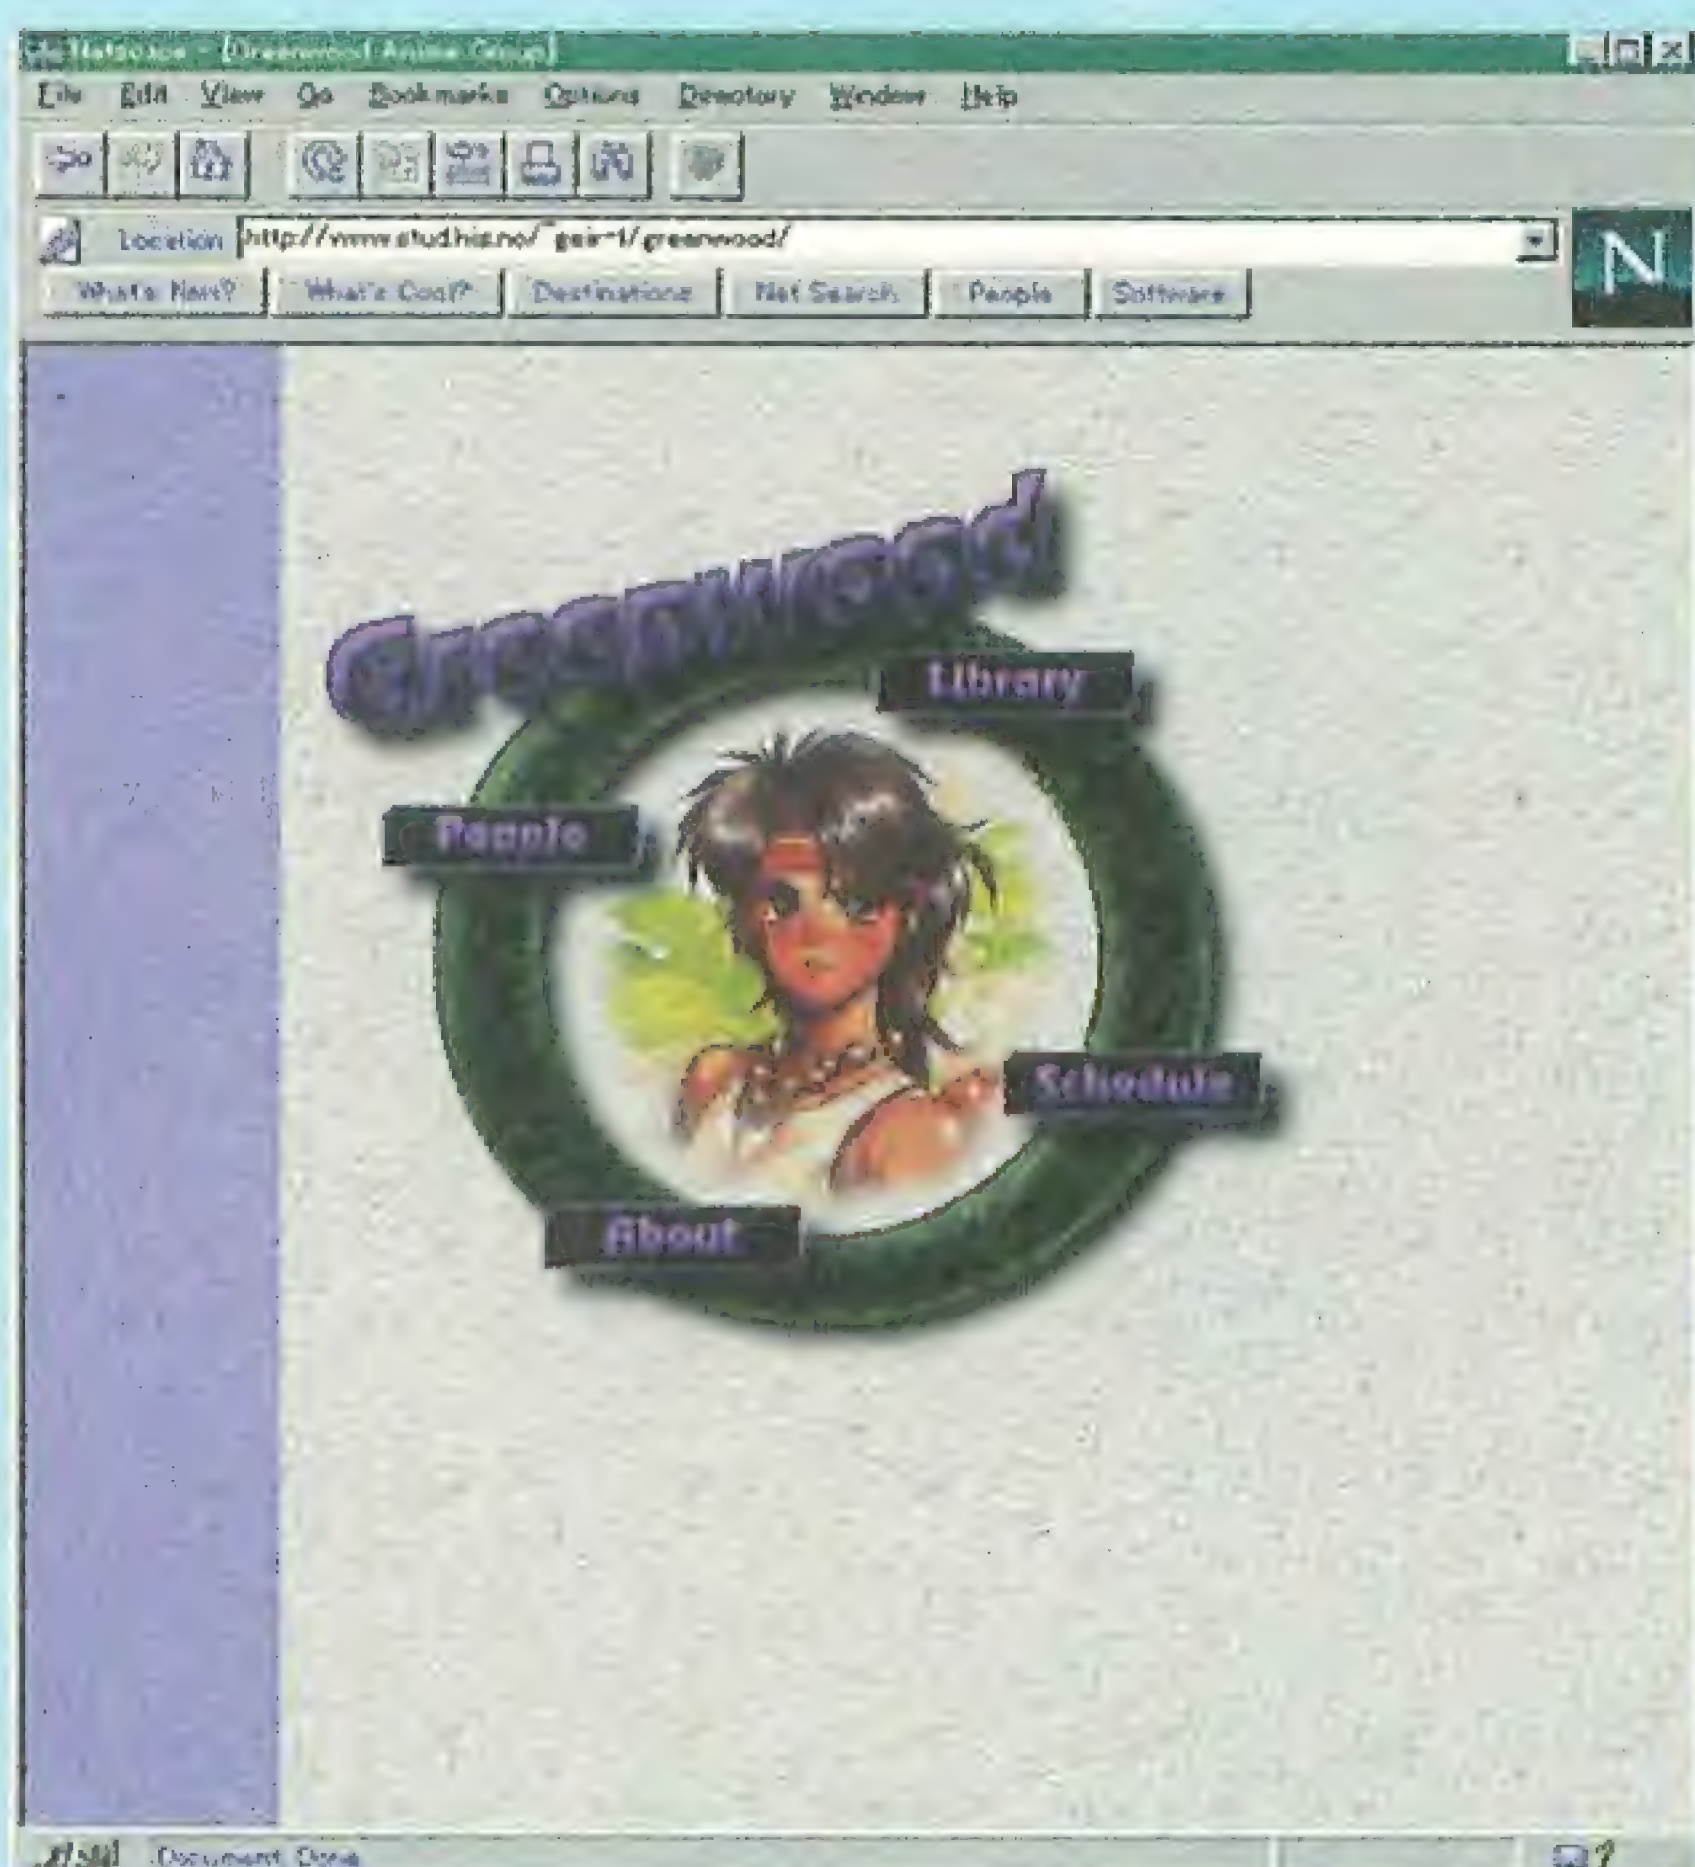 Netscape - [Greenwood Anime Group]
File Edit View Go Bookmarks Options Directory Window Help
Location http://www.stud.his.no/~geir-t/greenwood/
N
What's New? What's Cool? Destinations Net Search People Software
Greenwood
Library
People
Schedule
About
Document: Done
?